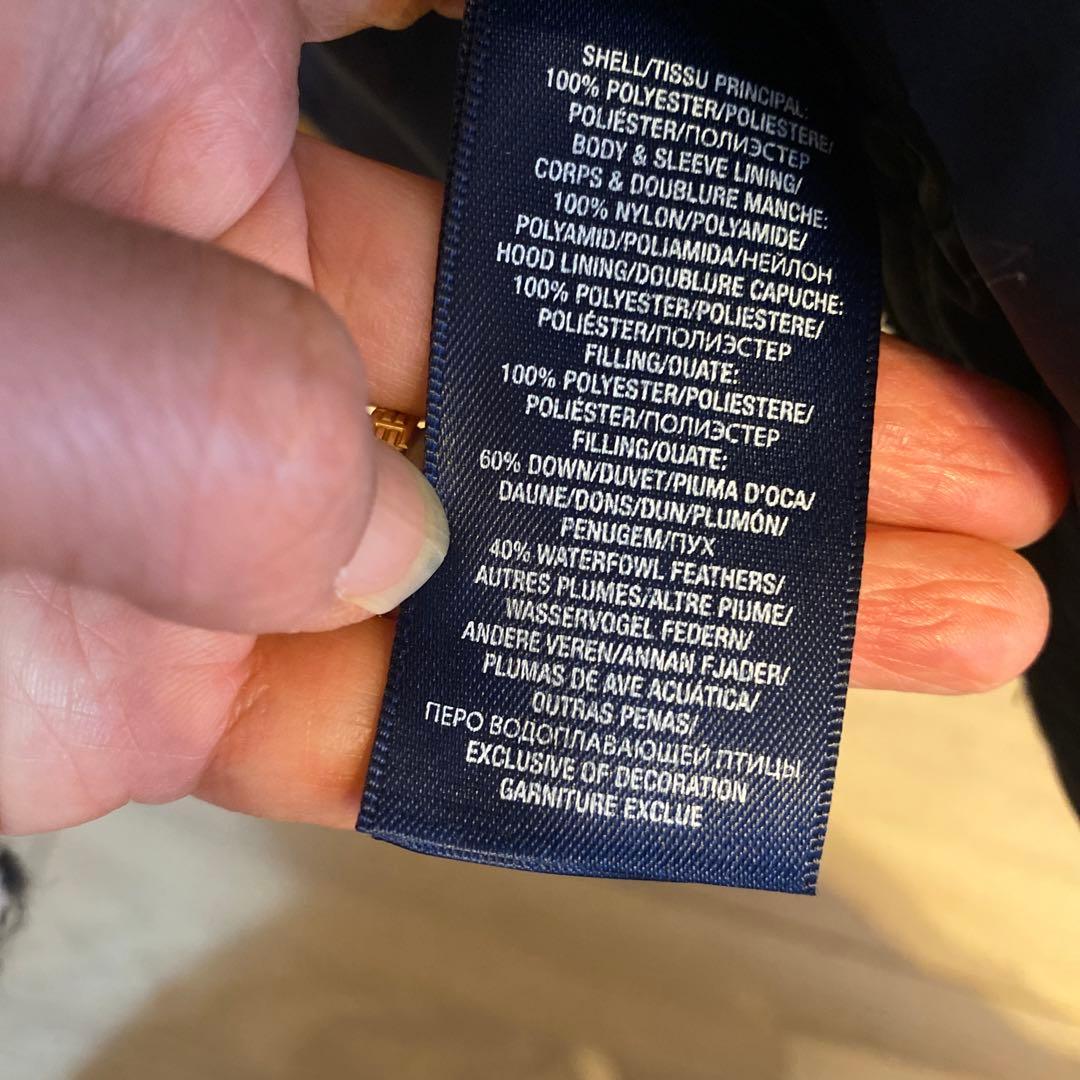 SHELL/TISSU PRINCIPAL:
100% POLYESTER/POLIESTERE/
POLIÉSTER/ПОЛИЭСТЕР
BODY & SLEEVE LINING/
CORPS & DOUBLURE MANCHE:
100% NYLON/POLYAMIDE/
POLYAMID/POLIAMIDA/НЕЙЛОН
HOOD LINING/DOUBLURE CAPUCHE:
100% POLYESTER/POLIESTERE/
POLIÉSTER/ПОЛИЭСТЕР
FILLING/OUATE:
100% POLYESTER/POLIESTERE/
POLIÉSTER/ПОЛИЭСТЕР
FILLING/OUATE:
60% DOWN/DUVET/PIUMA D'OCA/
DAUNE/DONS/DUN/PLUMÓN/
PENUGEM/ПУХ
40% WATERFOWL FEATHERS/
AUTRES PLUMES/ALTRE PIUME/
WASSERVOGEL FEDERN/
ANDERE VEREN/ANNAN FJADER/
PLUMAS DE AVE ACUATICA/
OUTRAS PENAS/
ПЕРО ВОДОПЛАВАЮЩЕЙ ПТИЦЫ
EXCLUSIVE OF DECORATION
GARNITURE EXCLUE